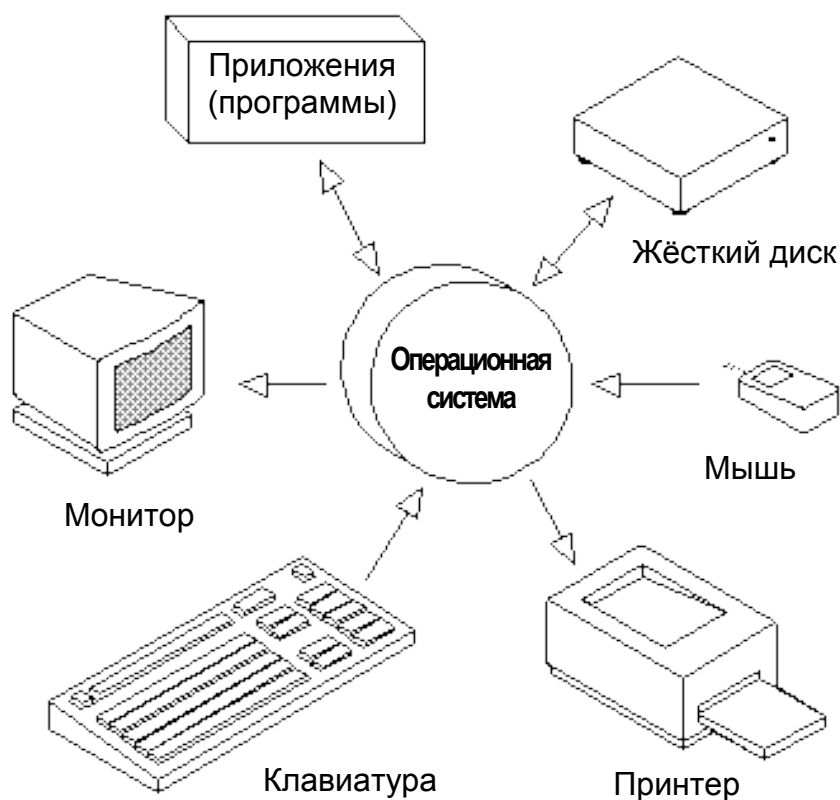 Приложения
(программы)
Жёсткий диск
Операционная
система
Мышь
Монитор
Клавиатура
Принтер